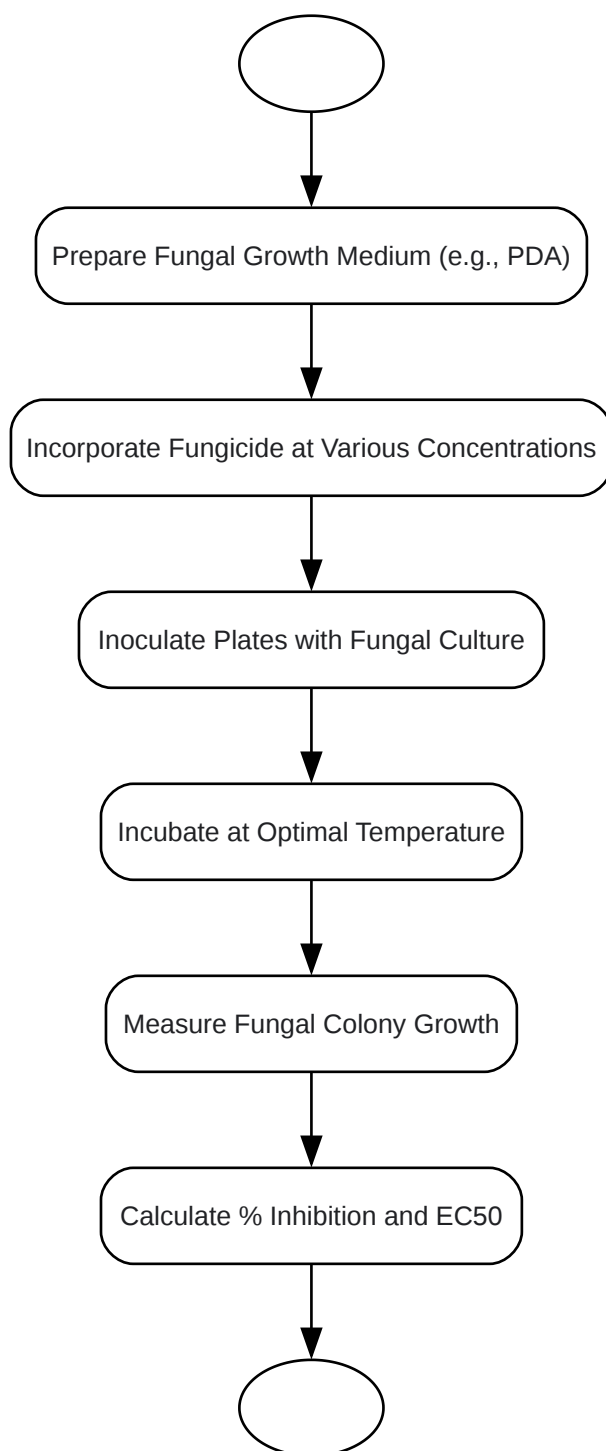 Prepare Fungal Growth Medium (e.g., PDA)
Incorporate Fungicide at Various Concentrations
Inoculate Plates with Fungal Culture
Incubate at Optimal Temperature
Measure Fungal Colony Growth
Calculate % Inhibition and EC50